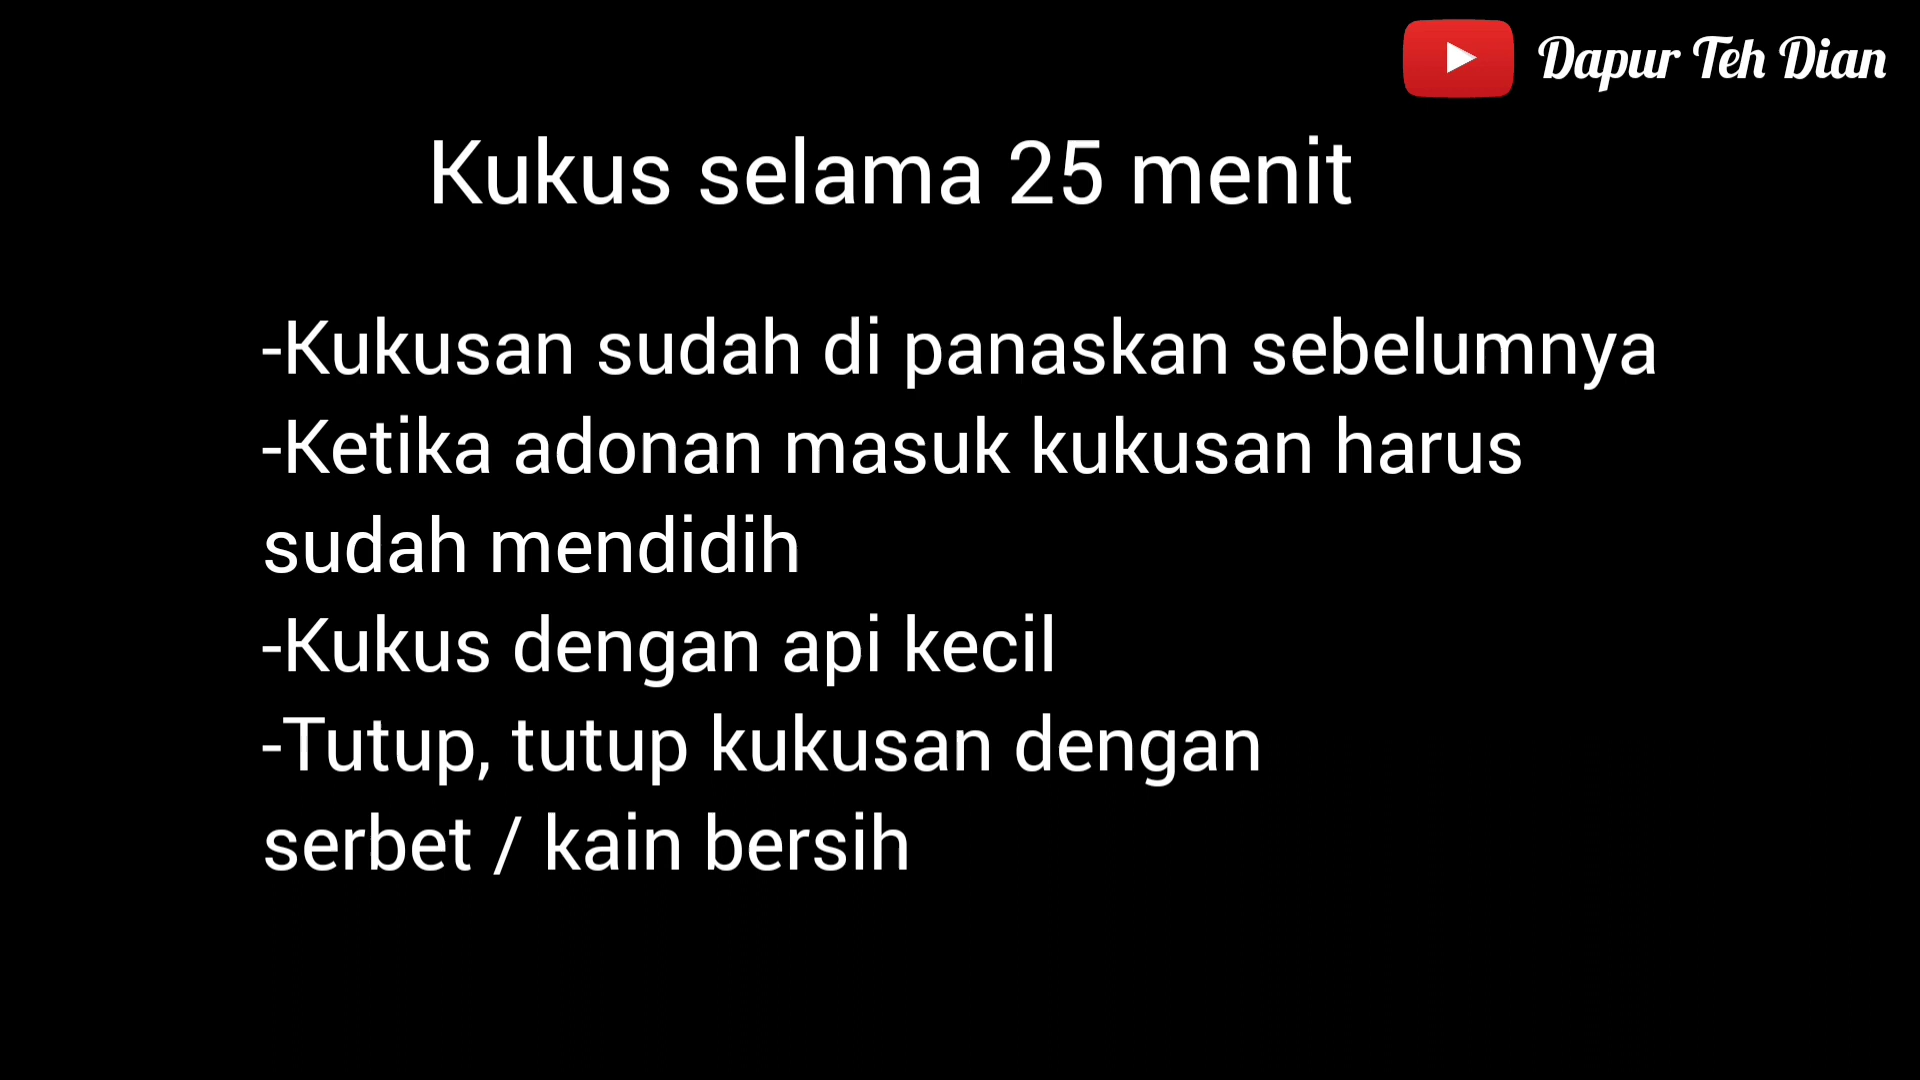 Dapur Teh Dian
Kukus selama 25 menit
-Kukusan sudah di panaskan sebelumnya
-Ketika adonan masuk kukusan harus
sudah mendidih
-Kukus dengan api kecil
-Tutup, tutup kukusan dengan
serbet / kain bersih